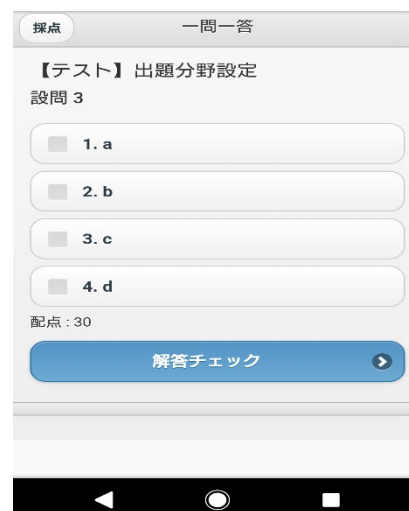 採点
一問一答
【テスト】出題分野設定
設問 3
1. a
2. b
3. c
4. d
配点 : 30
解答チェック